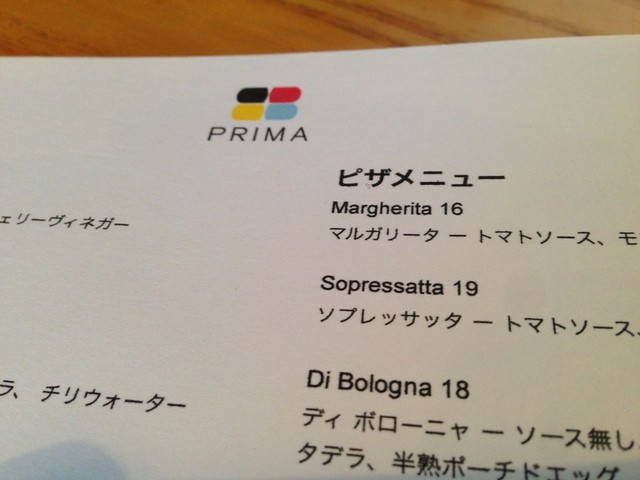 PRIMA
ェリーヴィネガー
ラ、 チリウォーター
ピザメニュー
Margherita 16
マルガリータ ー トマトソース、モ
Sopressatta 19
ソプレッサッタ ー トマトソース、
Di Bologna 18
ディ ボローニャ ー ソース無し、
タデラ、半熟ポーチドエッグ